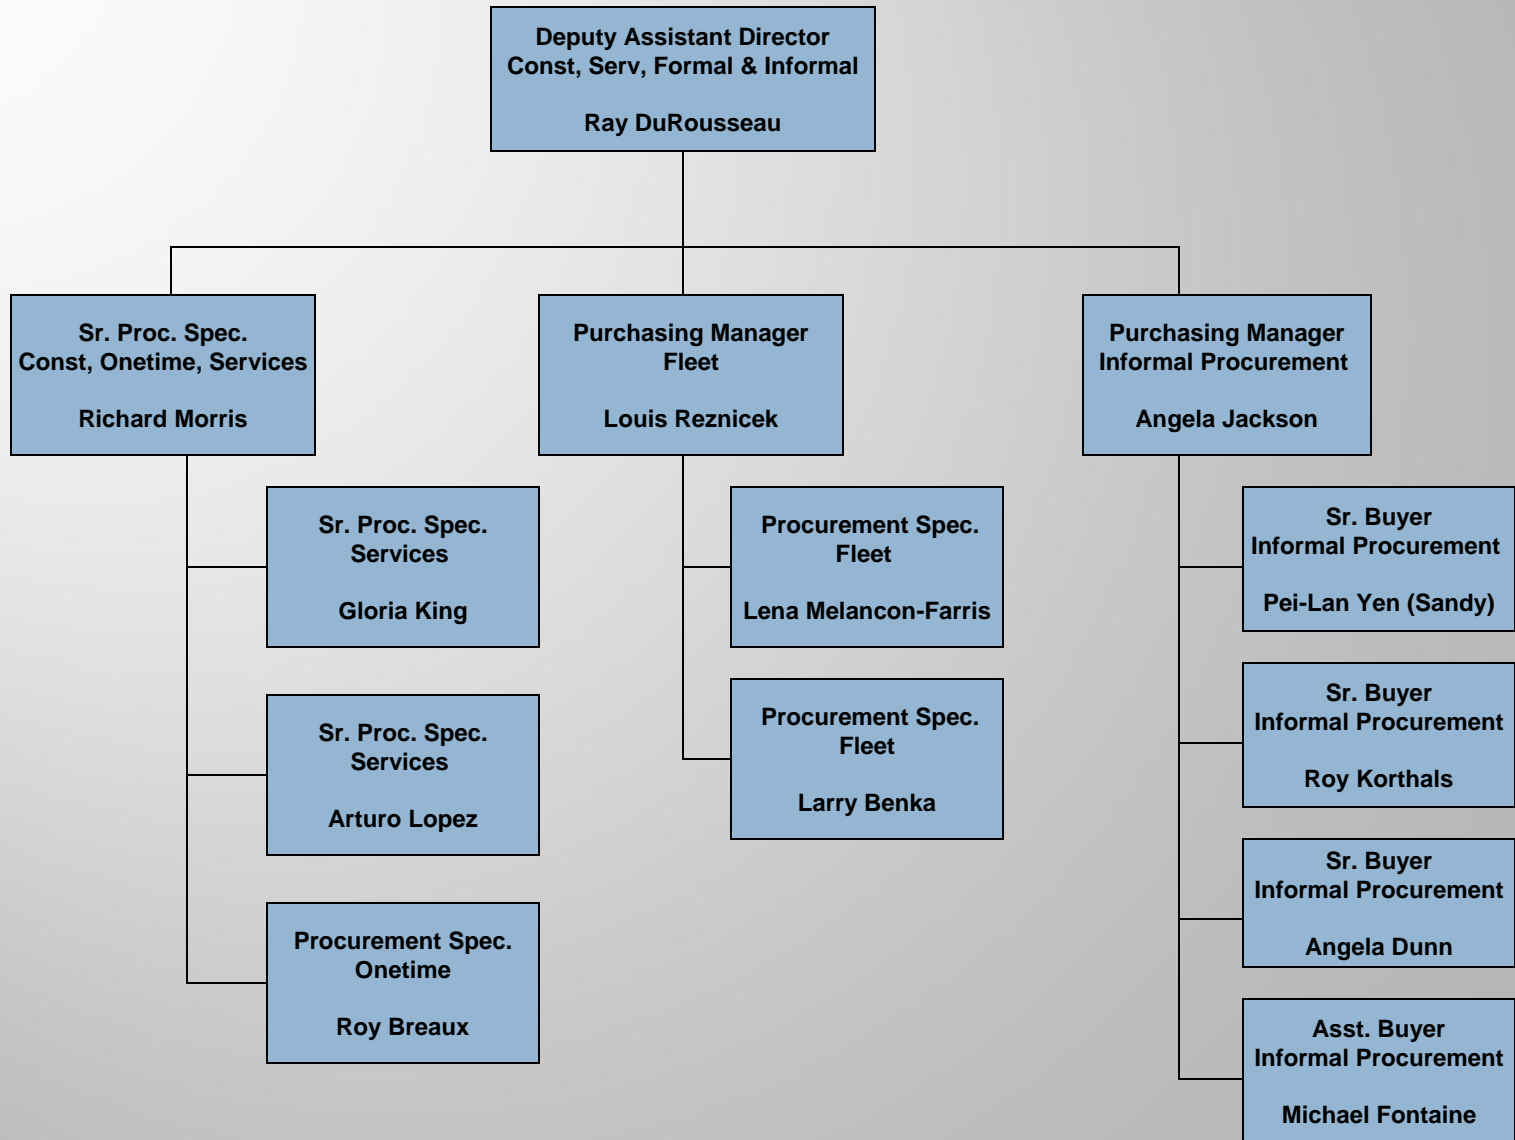 Deputy Assistant Director
Const, Serv, Formal & Informal
Ray DuRousseau
Sr. Proc. Spec.
Const, Onetime, Services
Richard Morris
Purchasing Manager
Fleet
Louis Reznicek
Purchasing Manager
Informal Procurement
Angela Jackson
Sr. Proc. Spec.
Services
Gloria King
Sr. Proc. Spec.
Services
Arturo Lopez
Procurement Spec.
Onetime
Roy Breaux
Procurement Spec.
Fleet
Lena Melancon-Farris
Procurement Spec.
Fleet
Larry Benka
Sr. Buyer
Informal Procurement
Pei-Lan Yen (Sandy)
Sr. Buyer
Informal Procurement
Roy Korthals
Sr. Buyer
Informal Procurement
Angela Dunn
Asst. Buyer
Informal Procurement
Michael Fontaine